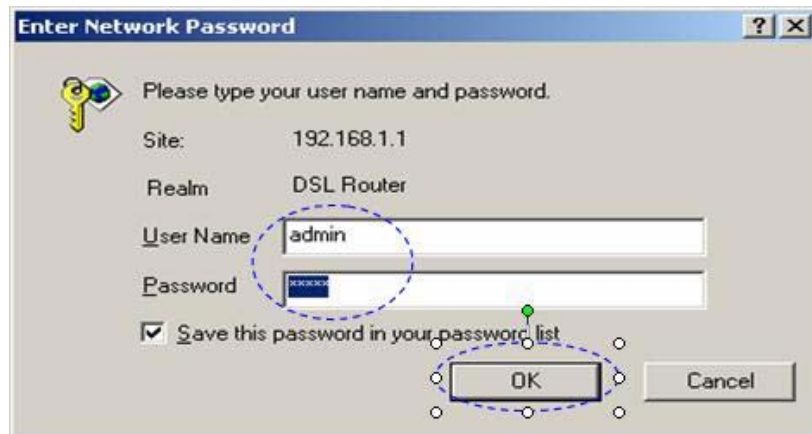 Enter Network Password
Please type your user name and password.
Site: 192.168.1.1
Realm DSL Router
User Name admin
Password *****
Save this password in your password list
OK Cancel